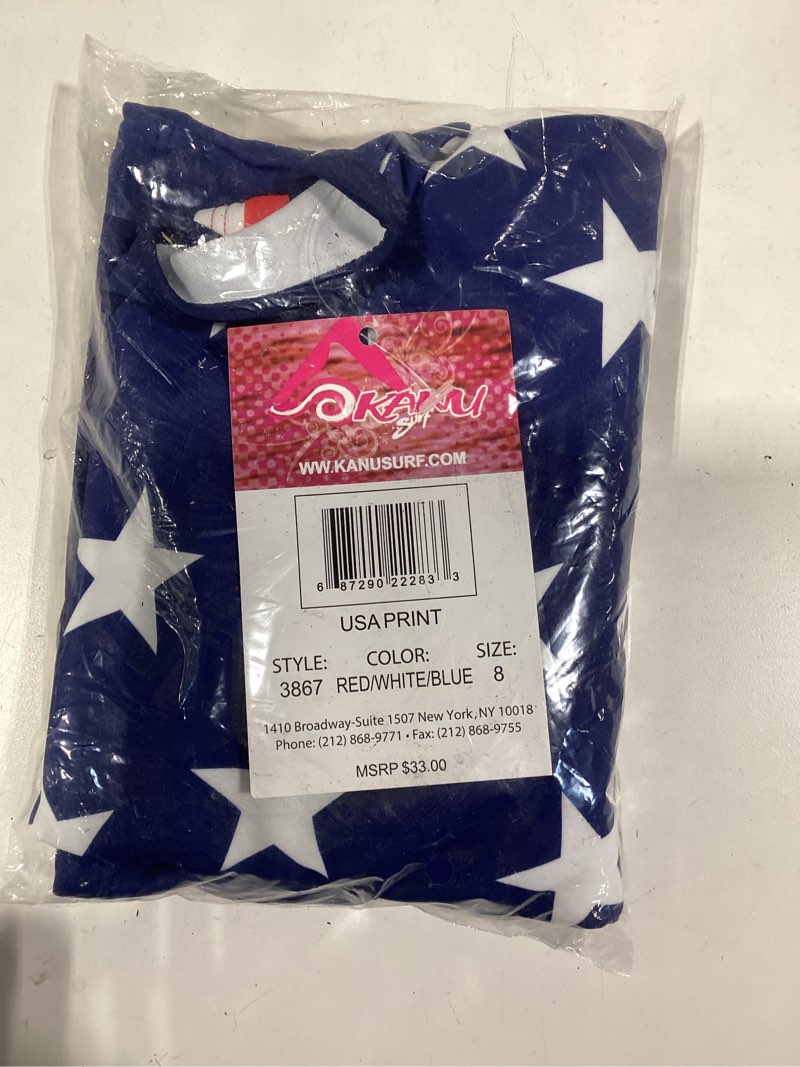 KANU
Surf
WW.KANUSURF.COM
6 87290 22283 3
USA PRINT
STYLE: COLOR: SIZE:
3867 RED/WHITE/BLUE 8
1410 Broadway-Suite 1507 New York, NY 10018
Phone: (212) 868-9771 • Fax: (212) 868-9755
MSRP $33.00